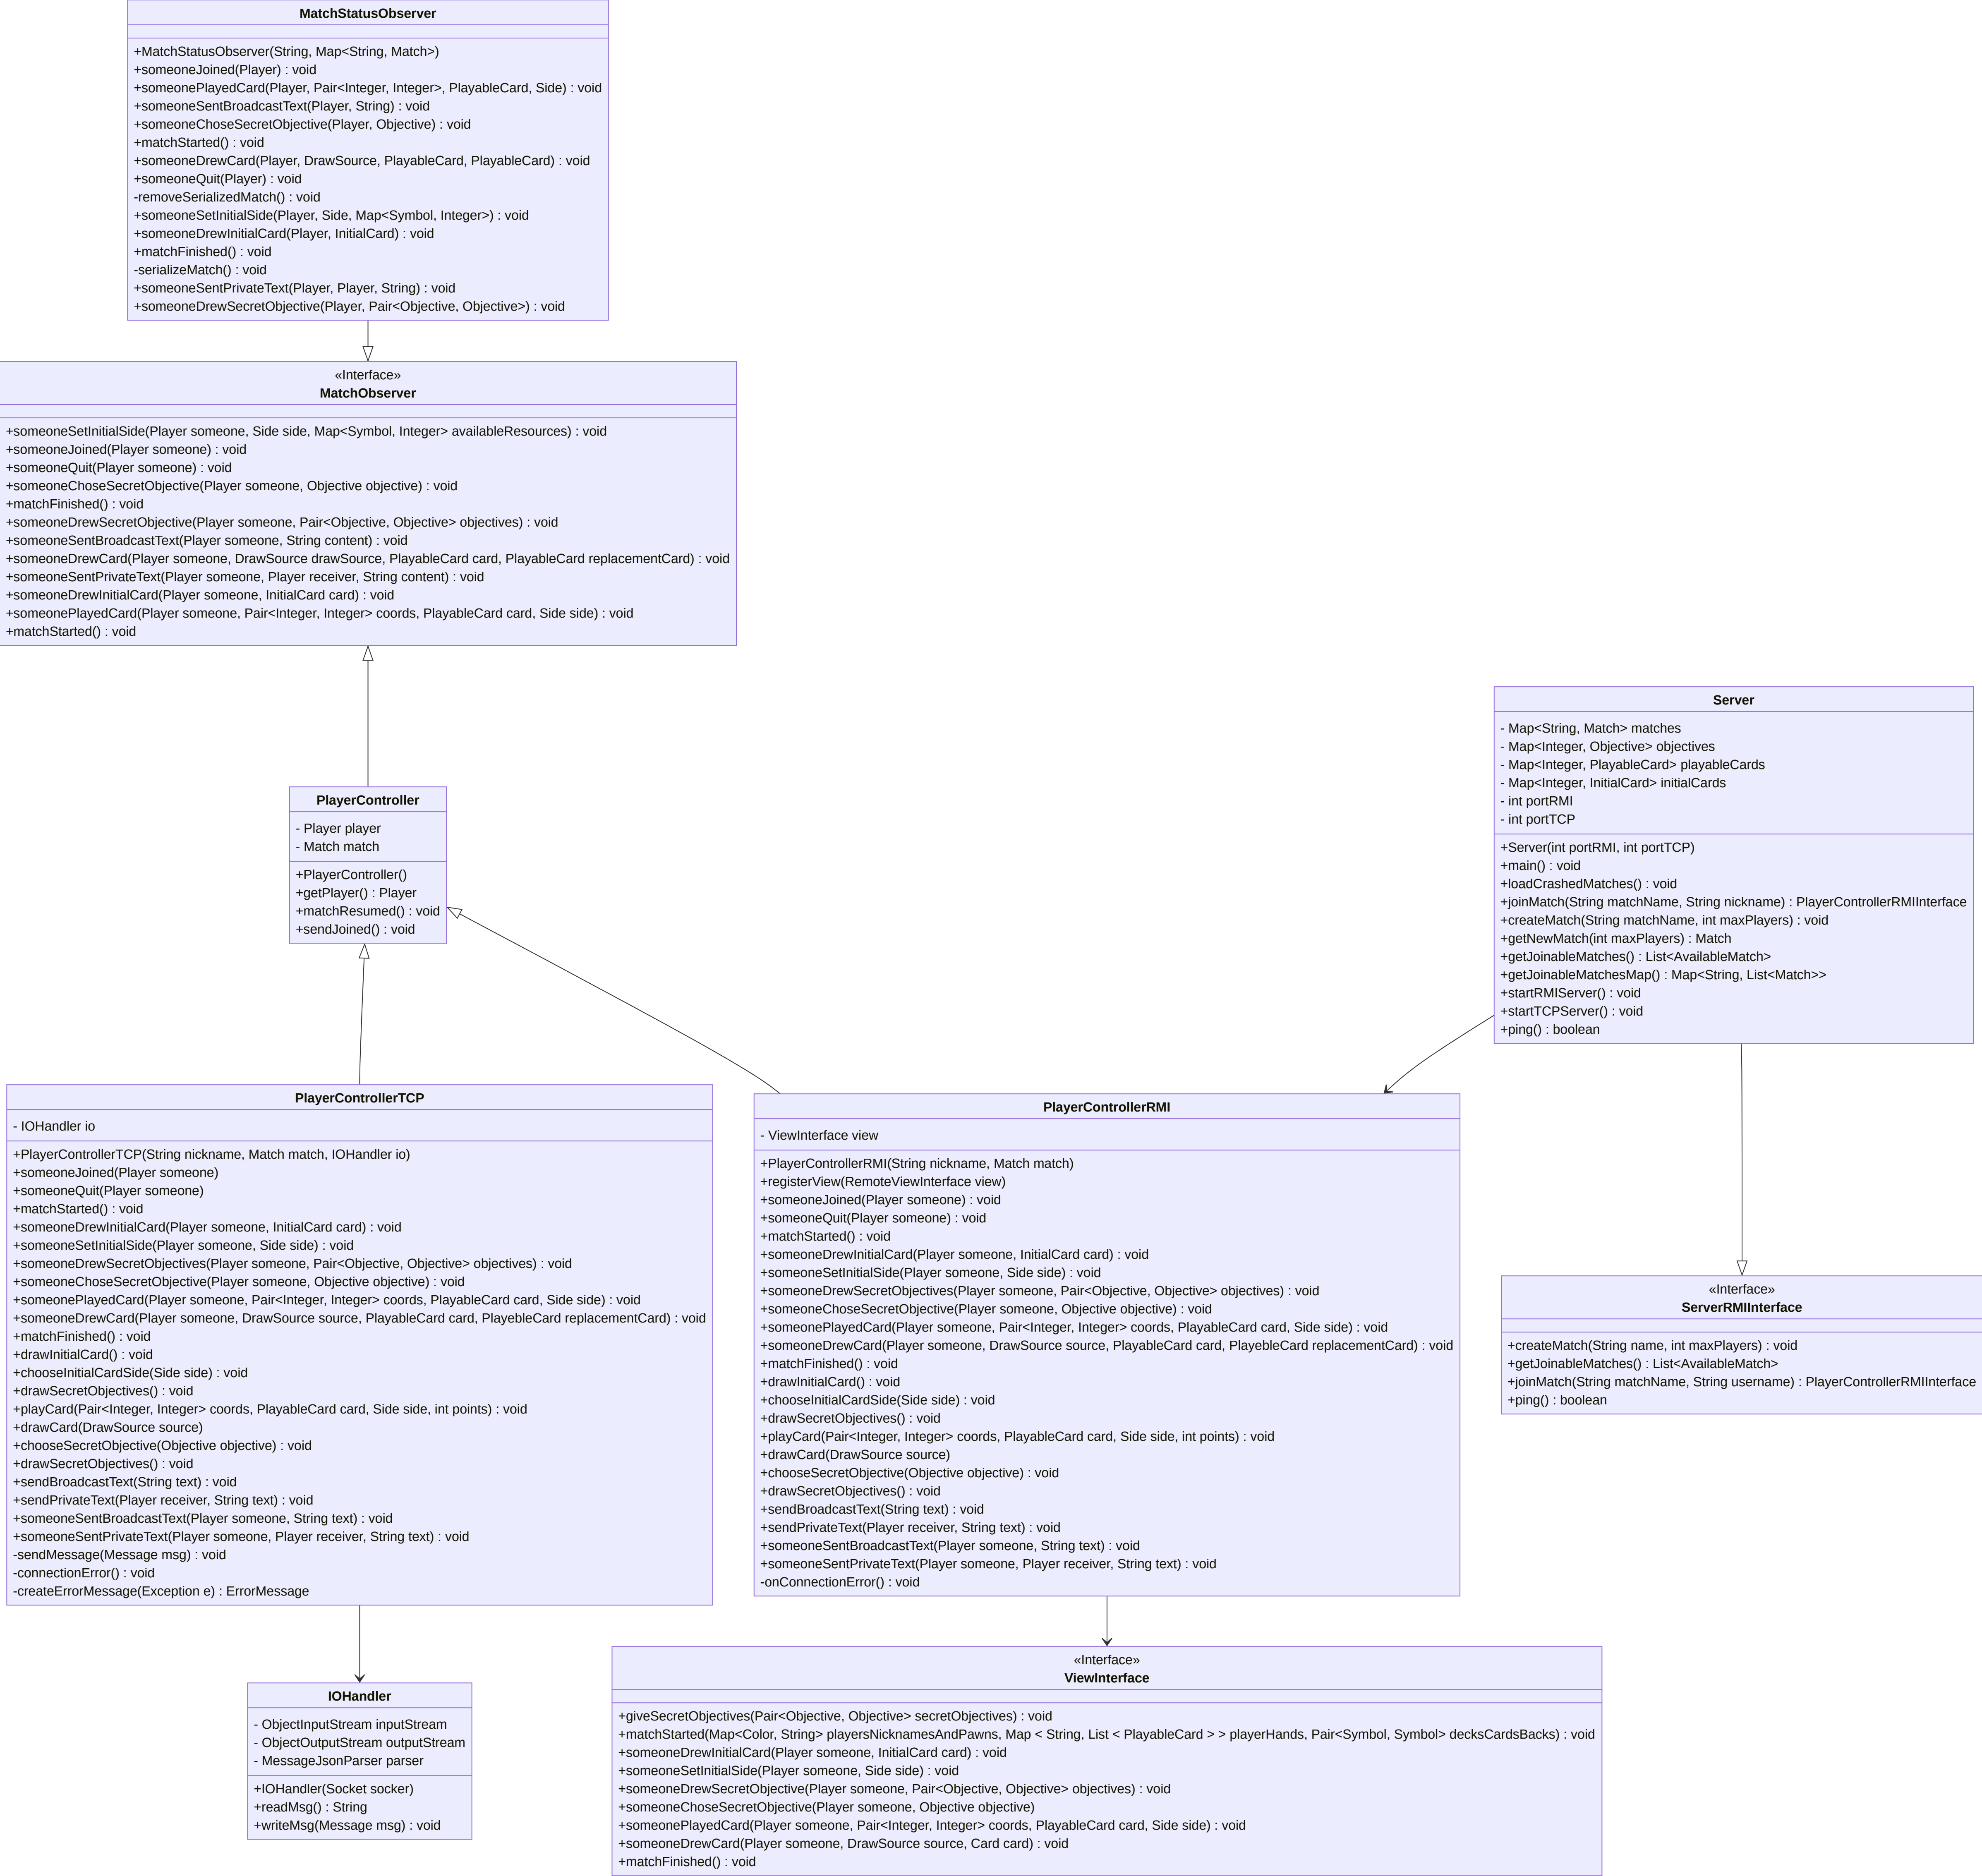 MatchStatusObserver
+MatchStatusObserver(String, Map<String, Match>)
+someoneJoined(Player) : void
+someonePlayedCard(Player, Pair<Integer, Integer>, PlayableCard, Side) : void
+someoneSentBroadcastText(Player, String) : void
+someoneChoseSecretObjective(Player, Objective) : void
+matchStarted() : void
+someoneDrewCard(Player, DrawSource, PlayableCard, PlayableCard) : void
+someoneQuit(Player) : void
-removeSerializedMatch() : void
+someoneSetInitialSide(Player, Side, Map<Symbol, Integer>) : void
+someoneDrewInitialCard(Player, InitialCard) : void
+matchFinished() : void
-serializeMatch() : void
+someoneSentPrivateText(Player, Player, String) : void
+someoneDrewSecretObjective(Player, Pair<Objective, Objective>) : void
«Interface»
MatchObserver
+someoneSetInitialSide(Player someone, Side side, Map<Symbol, Integer> availableResources) : void
+someoneJoined(Player someone) : void
+someoneQuit(Player someone) : void
+someoneChoseSecretObjective(Player someone, Objective objective) : void
+matchFinished() : void
+someoneDrewSecretObjective(Player someone, Pair<Objective, Objective> objectives) : void
+someoneSentBroadcastText(Player someone, String content) : void
+someoneDrewCard(Player someone, DrawSource drawSource, PlayableCard card, PlayableCard replacementCard) : void
+someoneSentPrivateText(Player someone, Player receiver, String content) : void
+someoneDrewInitialCard(Player someone, InitialCard card) : void
+someonePlayedCard(Player someone, Pair<Integer, Integer> coords, PlayableCard card, Side side) : void
+matchStarted() : void
Server
- Map<String, Match> matches
- Map<Integer, Objective> objectives
- Map<Integer, PlayableCard> playableCards
- Map<Integer, InitialCard> initialCards
- int portRMI
- int portTCP
+Server(int portRMI, int portTCP)
+main() : void
+loadCrashedMatches() : void
+joinMatch(String matchName, String nickname) : PlayerControllerRMIInterface
+createMatch(String matchName, int maxPlayers) : void
+getNewMatch(int maxPlayers) : Match
+getJoinableMatches() : List<AvailableMatch>
+getJoinableMatchesMap() : Map<String, List<Match>>
+startRMIServer() : void
+startTCPServer() : void
+ping() : boolean
PlayerController
- Player player
- Match match
+PlayerController()
+getPlayer() : Player
+matchResumed() : void
+sendJoined() : void
PlayerControllerTCP
- IOHandler io
+PlayerControllerTCP(String nickname, Match match, IOHandler io)
+someoneJoined(Player someone)
+someoneQuit(Player someone)
+matchStarted() : void
+someoneDrewInitialCard(Player someone, InitialCard card) : void
+someoneSetInitialSide(Player someone, Side side) : void
+someoneDrewSecretObjectives(Player someone, Pair<Objective, Objective> objectives) : void
+someoneChoseSecretObjective(Player someone, Objective objective) : void
+someonePlayedCard(Player someone, Pair<Integer, Integer> coords, PlayableCard card, Side side) : void
+someoneDrewCard(Player someone, DrawSource source, PlayableCard card, PlayebleCard replacementCard) : void
+matchFinished() : void
+drawInitialCard() : void
+chooseInitialCardSide(Side side) : void
+drawSecretObjectives() : void
+playCard(Pair<Integer, Integer> coords, PlayableCard card, Side side, int points) : void
+drawCard(DrawSource source)
+chooseSecretObjective(Objective objective) : void
+drawSecretObjectives() : void
+sendBroadcastText(String text) : void
+sendPrivateText(Player receiver, String text) : void
+someoneSentBroadcastText(Player someone, String text) : void
+someoneSentPrivateText(Player someone, Player receiver, String text) : void
-sendMessage(Message msg) : void
-connectionError() : void
-createErrorMessage(Exception e) : ErrorMessage
PlayerControllerRMI
- ViewInterface view
+PlayerControllerRMI(String nickname, Match match)
+registerView(RemoteViewInterface view)
+someoneJoined(Player someone) : void
+someoneQuit(Player someone) : void
+matchStarted() : void
+someoneDrewInitialCard(Player someone, InitialCard card) : void
+someoneSetInitialSide(Player someone, Side side) : void
+someoneDrewSecretObjectives(Player someone, Pair<Objective, Objective> objectives) : void
+someoneChoseSecretObjective(Player someone, Objective objective) : void
+someonePlayedCard(Player someone, Pair<Integer, Integer> coords, PlayableCard card, Side side) : void
+someoneDrewCard(Player someone, DrawSource source, PlayableCard card, PlayebleCard replacementCard) : void
+matchFinished() : void
+drawInitialCard() : void
+chooseInitialCardSide(Side side) : void
+drawSecretObjectives() : void
+playCard(Pair<Integer, Integer> coords, PlayableCard card, Side side, int points) : void
+drawCard(DrawSource source)
+chooseSecretObjective(Objective objective) : void
+drawSecretObjectives() : void
+sendBroadcastText(String text) : void
+sendPrivateText(Player receiver, String text) : void
+someoneSentBroadcastText(Player someone, String text) : void
+someoneSentPrivateText(Player someone, Player receiver, String text) : void
-onConnectionError() : void
«Interface»
ServerRMIInterface
+createMatch(String name, int maxPlayers) : void
+getJoinableMatches() : List<AvailableMatch>
+joinMatch(String matchName, String username) : PlayerControllerRMIInterface
+ping() : boolean
IOHandler
- ObjectInputStream inputStream
- ObjectOutputStream outputStream
- MessageJsonParser parser
+IOHandler(Socket socker)
+readMsg() : String
+writeMsg(Message msg) : void
«Interface»
ViewInterface
+giveSecretObjectives(Pair<Objective, Objective> secretObjectives) : void
+matchStarted(Map<Color, String> playersNicknamesAndPawns, Map < String, List < PlayableCard > > playerHands, Pair<Symbol, Symbol> decksCardsBacks) : void
+someoneDrewInitialCard(Player someone, InitialCard card) : void
+someoneSetInitialSide(Player someone, Side side) : void
+someoneDrewSecretObjective(Player someone, Pair<Objective, Objective> objectives) : void
+someoneChoseSecretObjective(Player someone, Objective objective)
+someonePlayedCard(Player someone, Pair<Integer, Integer> coords, PlayableCard card, Side side) : void
+someoneDrewCard(Player someone, DrawSource source, Card card) : void
+matchFinished() : void